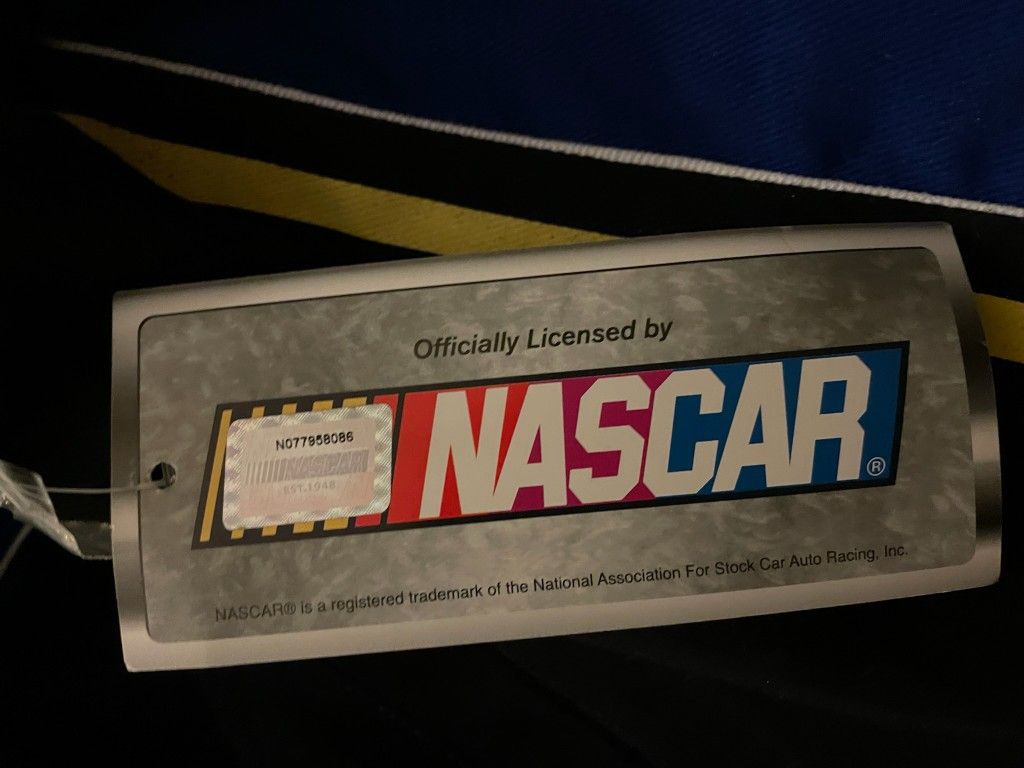 Officially Licensed by
N077958086
NASCAR
EST.1948
NASCAR®
NASCAR® is a registered trademark of the National Association For Stock Car Auto Racing, Inc.